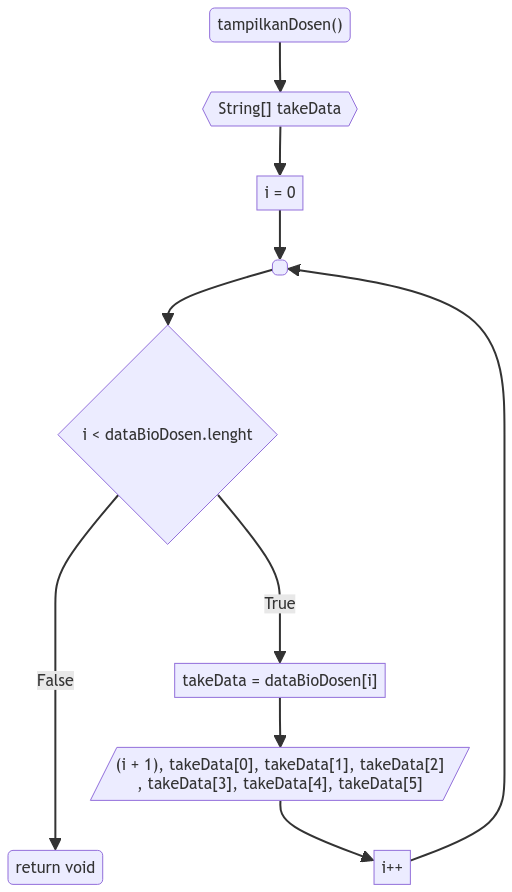 tampilkanDosen()
String[] takeData
i = 0
i < dataBioDosen.lenght
True
False
takeData = dataBioDosen[i]
(i + 1), takeData[0], takeData[1], takeData[2]
, takeData[3], takeData[4], takeData[5]
return void
i++